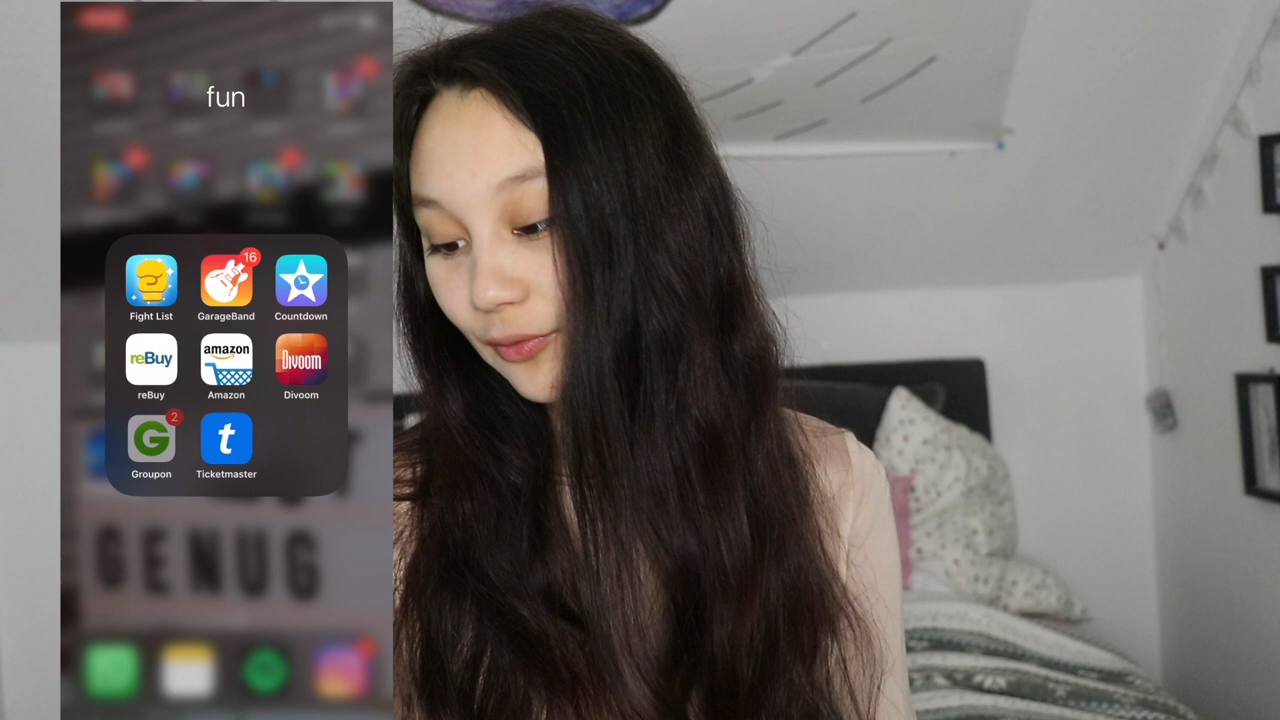 fun
16
Fight List
GarageBand
Countdown
reBuy
amazon
DIVOOM
reBuy
Amazon
Divoom
2
G
t
Groupon
Ticketmaster
GENUG